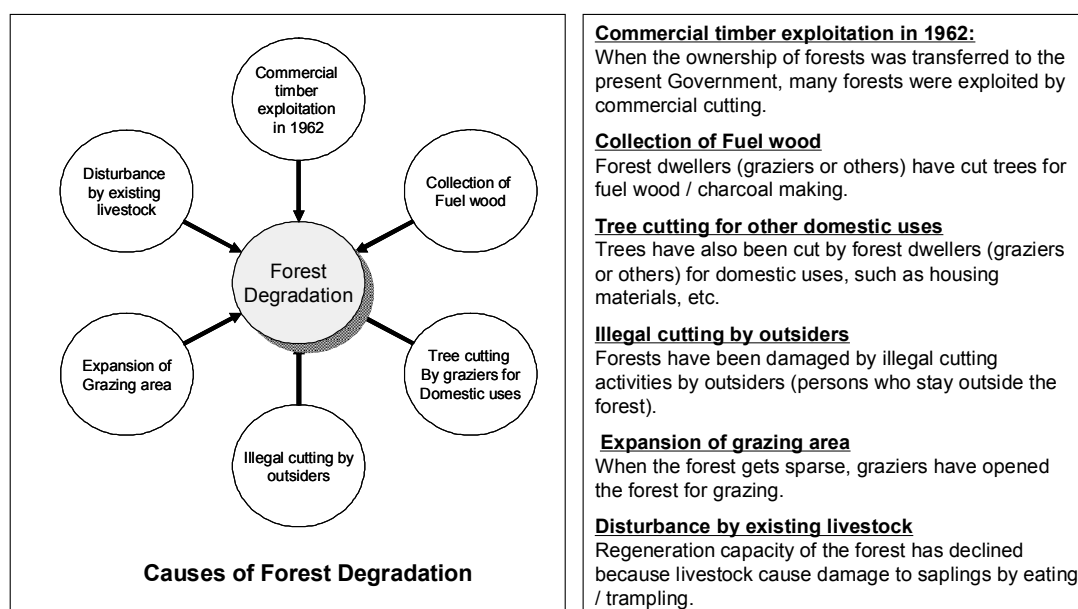 Commercial
timber
exploitation
in 1962
Disturbance
by existing
livestock
Collection of
Fuel wood
Forest
Degradation
Expansion of
Grazing area
Tree cutting
By graziers for
Domestic uses
Illegal cutting by
outsiders
Causes of Forest Degradation
Commercial timber exploitation in 1962:
When the ownership of forests was transferred to the
present Government, many forests were exploited by
commercial cutting.
Collection of Fuel wood
Forest dwellers (graziers or others) have cut trees for
fuel wood / charcoal making.
Tree cutting for other domestic uses
Trees have also been cut by forest dwellers (graziers
or others) for domestic uses, such as housing
materials, etc.
Illegal cutting by outsiders
Forests have been damaged by illegal cutting
activities by outsiders (persons who stay outside the
forest).
Expansion of grazing area
When the forest gets sparse, graziers have opened
the forest for grazing.
Disturbance by existing livestock
Regeneration capacity of the forest has declined
because livestock cause damage to saplings by eating
/ trampling.